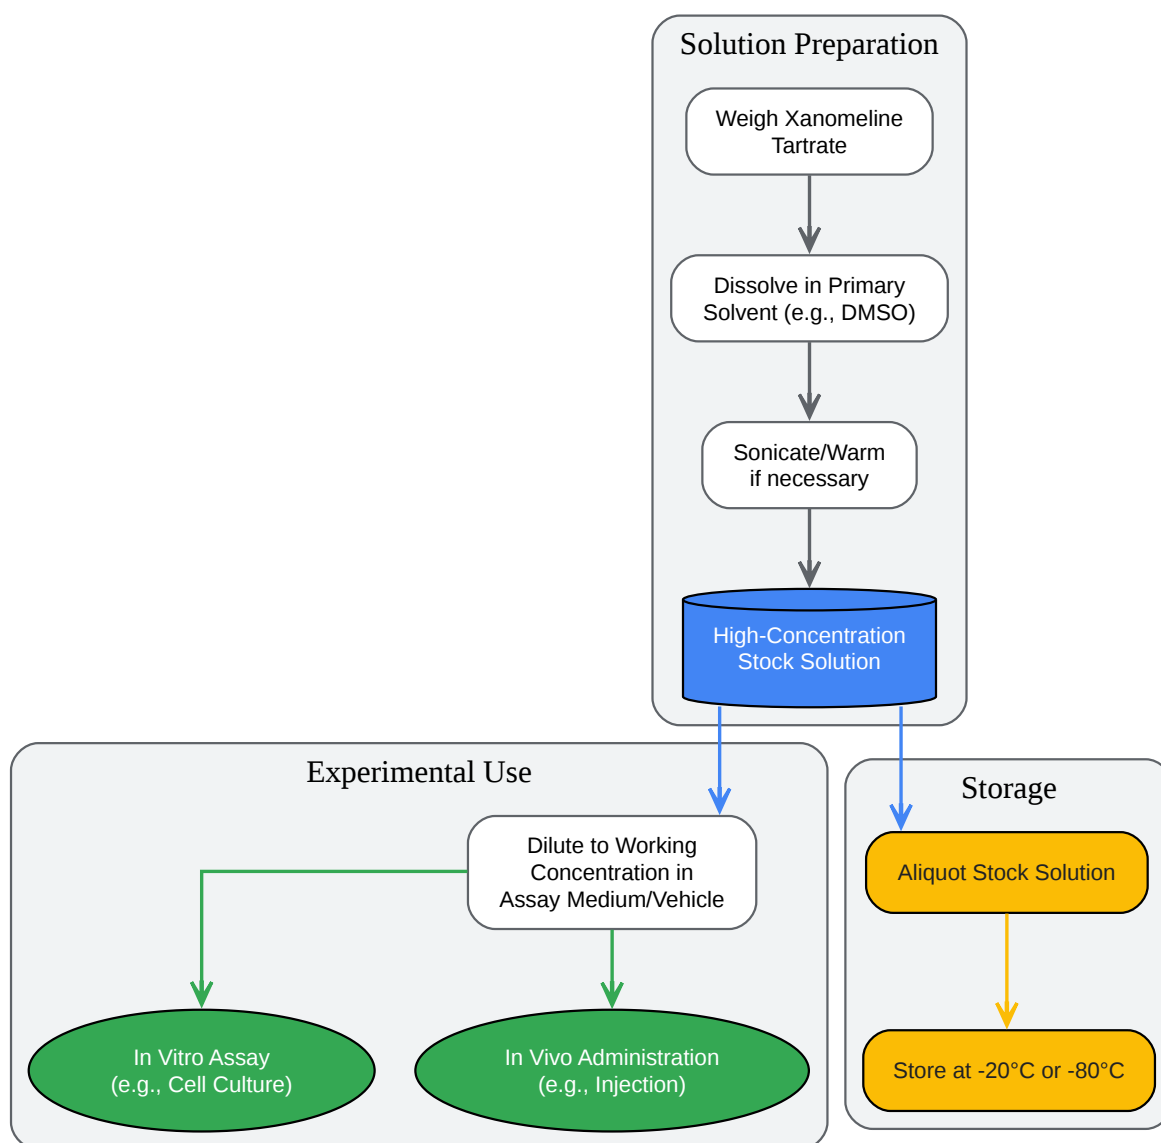 Solution Preparation
Weigh Xanomeline
Tartrate
Dissolve in Primary
Solvent (e.g., DMSO)
Sonicate/Warm
if necessary
High-Concentration
Stock Solution
Experimental Use
Dilute to Working
Concentration in
Assay Medium/Vehicle
In Vitro Assay
(e.g., Cell Culture)
In Vivo Administration
(e.g., Injection)
Storage
Aliquot Stock Solution
Store at -20°C or -80°C